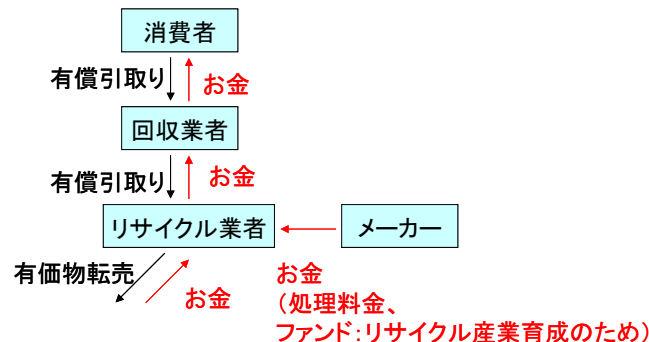 消費者
有償引取り
お金
回収業者
有償引取り
お金
リサイクル業者
メーカー
有価物転売
お金
お金
（処理料金、
ファンド：リサイクル産業育成のため）